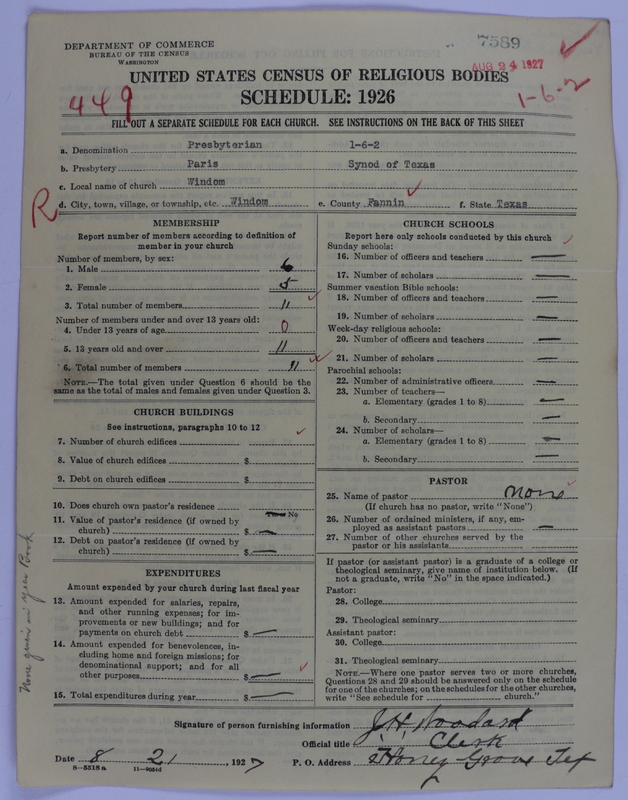 DEPARTMENT OF COMMERCE
BUREAU OF THE CENSUS
WASHINGTON
7589
AUG 24 1927
UNITED STATES CENSUS OF RELIGIOUS BODIES
SCHEDULE: 1926
449
1-6-2
FILL OUT A SEPARATE SCHEDULE FOR EACH CHURCH. SEE INSTRUCTIONS ON THE BACK OF THIS SHEET
a. Denomination Presbyterian 1-6-2
b. Presbytery Paris Synod of Texas
c. Local name of church Windom
R d. City, town, village, or township, etc. Windom e. County Fannin f. State Texas
MEMBERSHIP
Report number of members according to definition of
member in your church
Number of members, by sex:
1. Male 6
2. Female 5
3. Total number of members 11
Number of members under and over 13 years old:
4. Under 13 years of age 0
5. 13 years old and over 11
6. Total number of members 11
NOTE.—The total given under Question 6 should be the
same as the total of males and females given under Question 3.
CHURCH BUILDINGS
See instructions, paragraphs 10 to 12
7. Number of church edifices
8. Value of church edifices $
9. Debt on church edifices $
10. Does church own pastor's residence
No
11. Value of pastor's residence (if owned by
church) $ —
12. Debt on pastor's residence (if owned by
church) $ —
EXPENDITURES
Amount expended by your church during last fiscal year
13. Amount expended for salaries, repairs,
and other running expenses; for im-
provements or new buildings; and for
payments on church debt $ —
14. Amount expended for benevolences, in-
cluding home and foreign missions; for
denominational support; and for all
other purposes $ —
15. Total expenditures during year $ —
None given in year Book
CHURCH SCHOOLS
Report here only schools conducted by this church
Sunday schools:
16. Number of officers and teachers —
17. Number of scholars —
Summer vacation Bible schools:
18. Number of officers and teachers —
19. Number of scholars —
Week-day religious schools:
20. Number of officers and teachers —
21. Number of scholars —
Parochial schools:
22. Number of administrative officers —
23. Number of teachers—
a. Elementary (grades 1 to 8) —
b. Secondary —
24. Number of scholars—
a. Elementary (grades 1 to 8) —
b. Secondary —
PASTOR
25. Name of pastor None
(If church has no pastor, write "None")
26. Number of ordained ministers, if any, em-
ployed as assistant pastors —
27. Number of other churches served by the
pastor or his assistants
If pastor (or assistant pastor) is a graduate of a college or
theological seminary, give name of institution below. (If
not a graduate, write "No" in the space indicated.)
Pastor:
28. College
29. Theological seminary
Assistant pastor:
30. College
31. Theological seminary
NOTE.—Where one pastor serves two or more churches,
Questions 28 and 29 should be answered only on the schedule
for one of the churches; on the schedules for the other churches,
write "See schedule for church."
Signature of person furnishing information J. H. Woodard
Official title Clerk
Date 8 21, 1927 P. O. Address Honey Grove Tex
8—5518 a 11—9054d